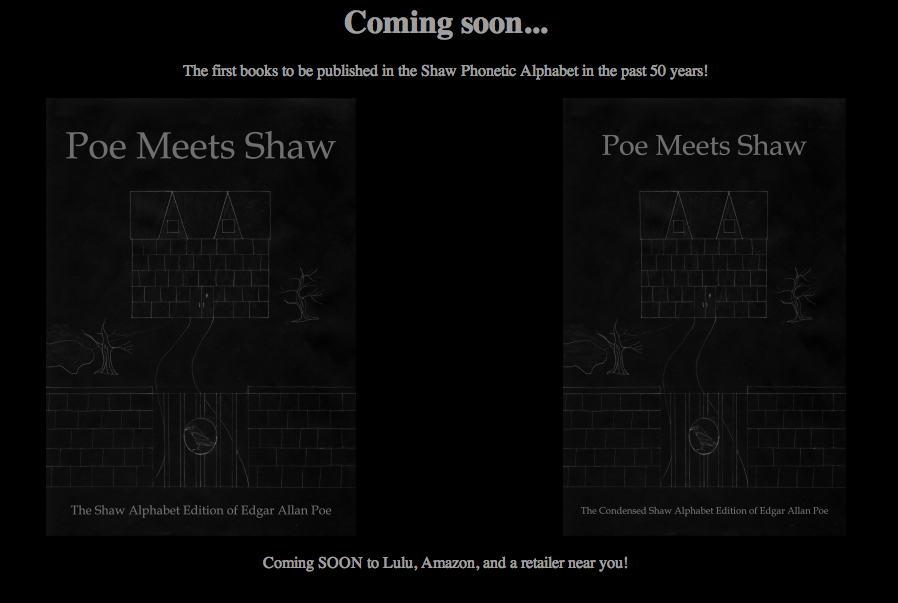 Coming soon...
The first books to be published in the Shaw Phonetic Alphabet in the past 50 years!
Poe Meets Shaw
The Shaw Alphabet Edition of Edgar Allan Poe
Poe Meets Shaw
The Condensed Shaw Alphabet Edition of Edgar Allan Poe
Coming SOON to Lulu, Amazon, and a retailer near you!